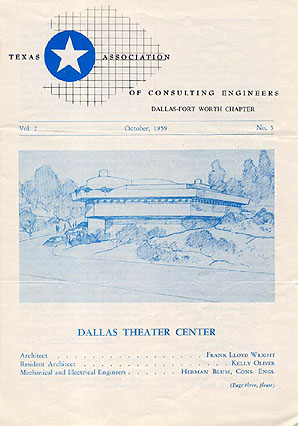 TEXAS ASSOCIATION
OF CONSULTING ENGINEERS
DALLAS-FORT WORTH CHAPTER
Vol. 2 October, 1959 No. 5
DALLAS THEATER CENTER
Architect . . . . . . . . . . . . . . . . FRANK LLOYD WRIGHT
Resident Architect . . . . . . . . . . . . . . . . KELLY OLIVER
Mechanical and Electrical Engineers . . . . . . HERMAN BLUM, CONS. ENGS.
(Page three, please)